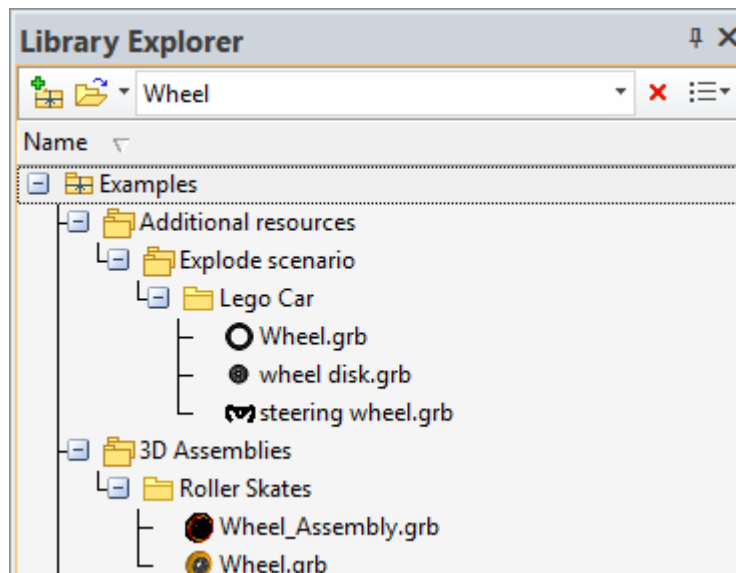 Library Explorer
Wheel
Name
Examples
Additional resources
Explode scenario
Lego Car
Wheel.grb
wheel disk.grb
steering wheel.grb
3D Assemblies
Roller Skates
Wheel_Assembly.grb
Wheel.grb